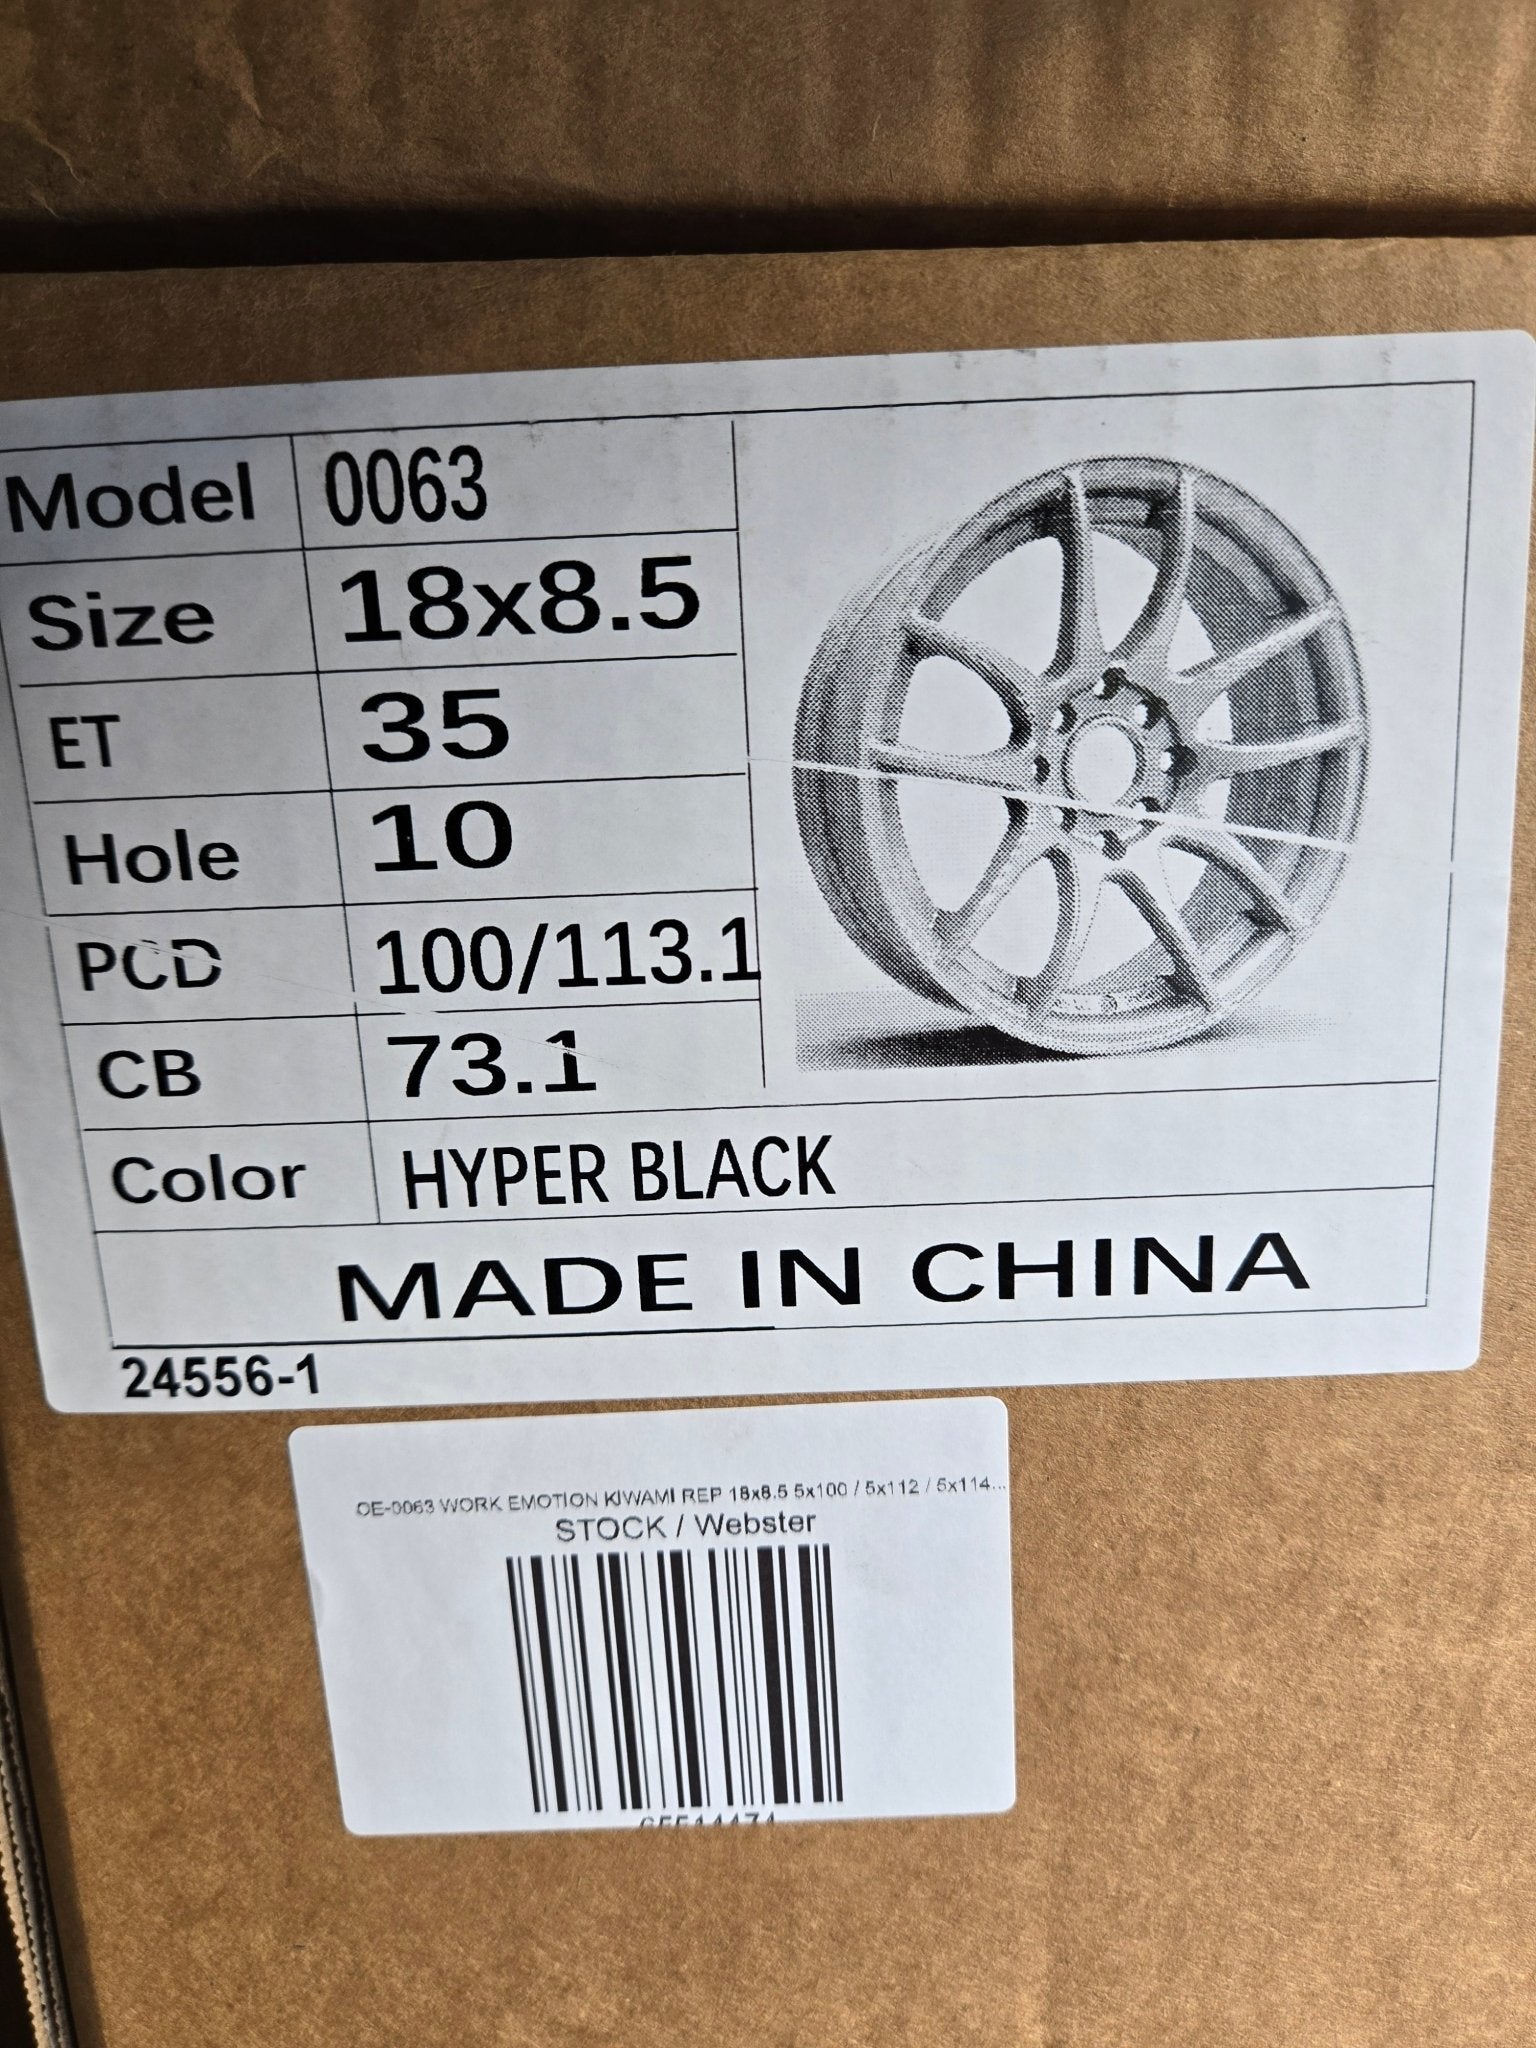 Model 0063
Size 18x8.5
ET 35
Hole 10
PCD 100/113.1
CB 73.1
Color HYPER BLACK
MADE IN CHINA
24556-1
OE-0063 WORK EMOTION KIWAMI REP 18x8.5 5x100 / 5x112 / 5x114...
STOCK / Webster